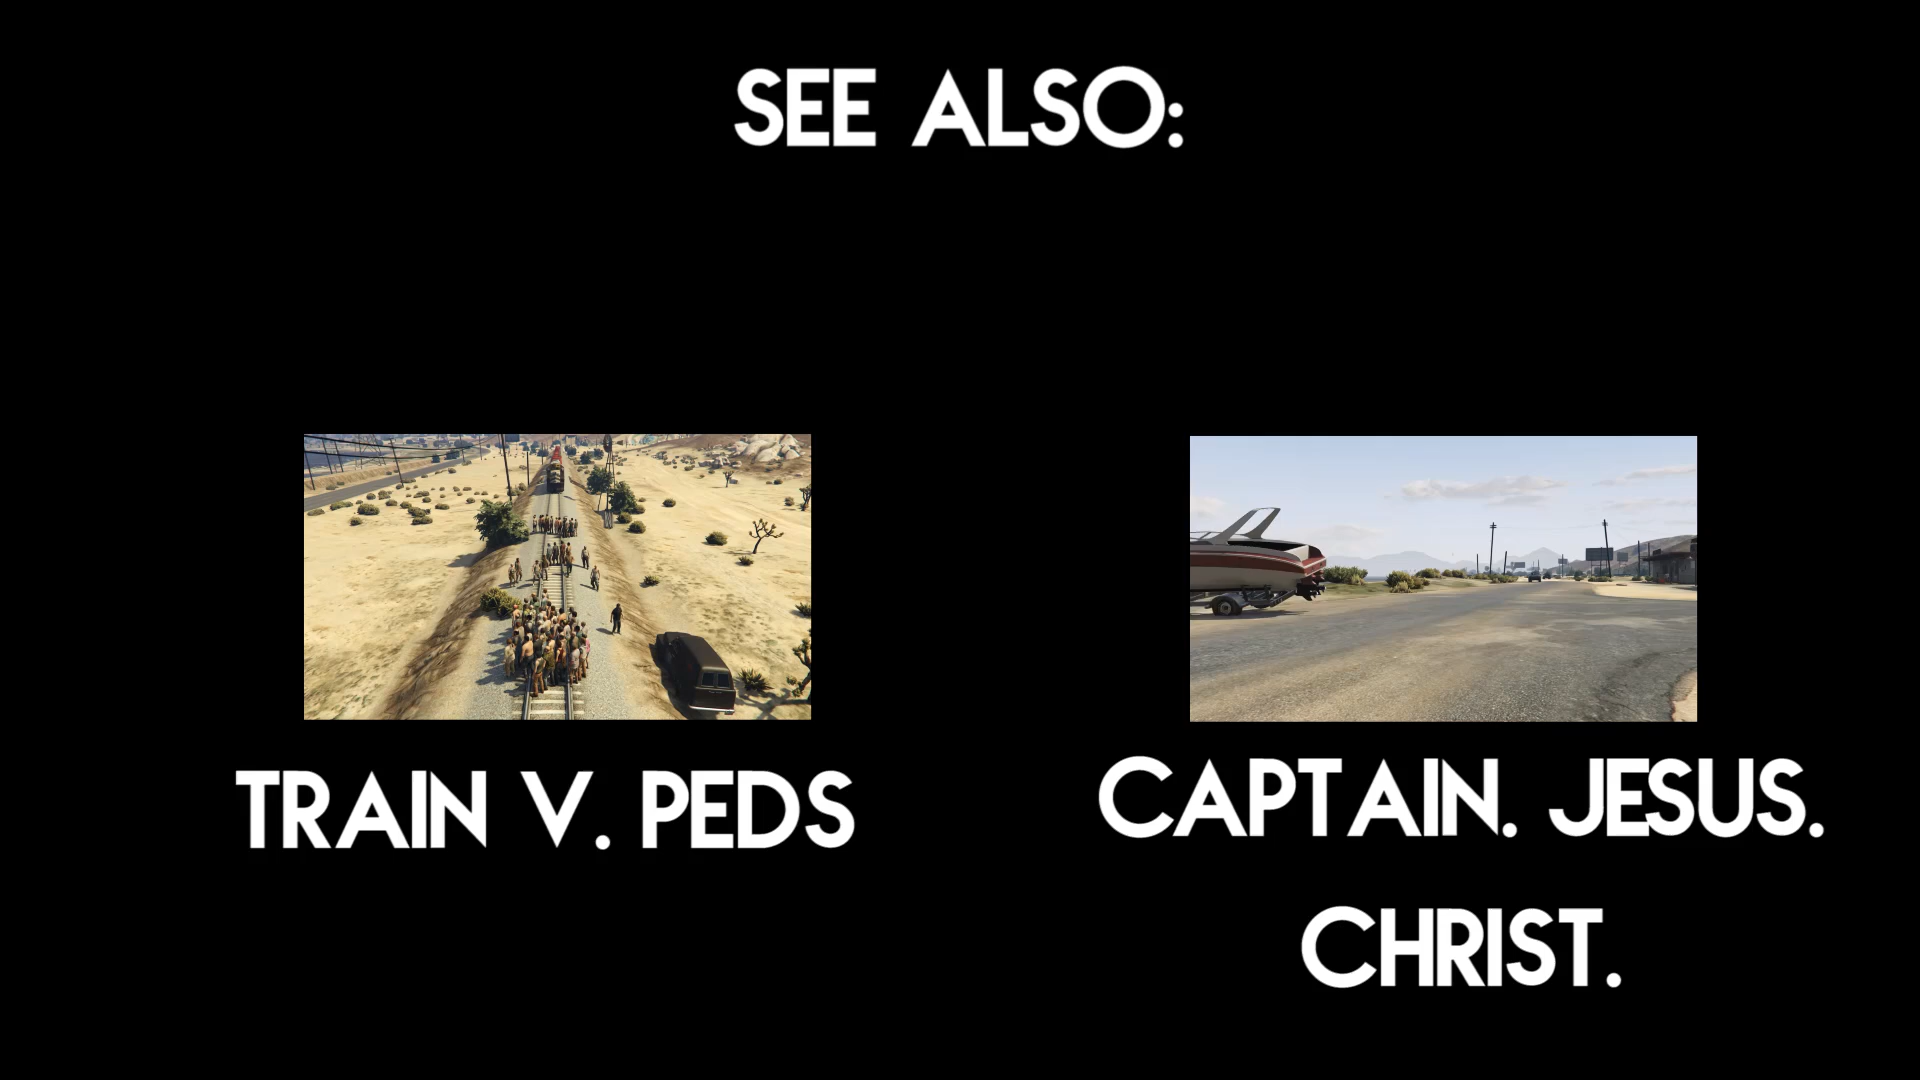 SEE ALSO:
TRAIN V. PEDS
CAPTAIN. JESUS.
CHRIST.